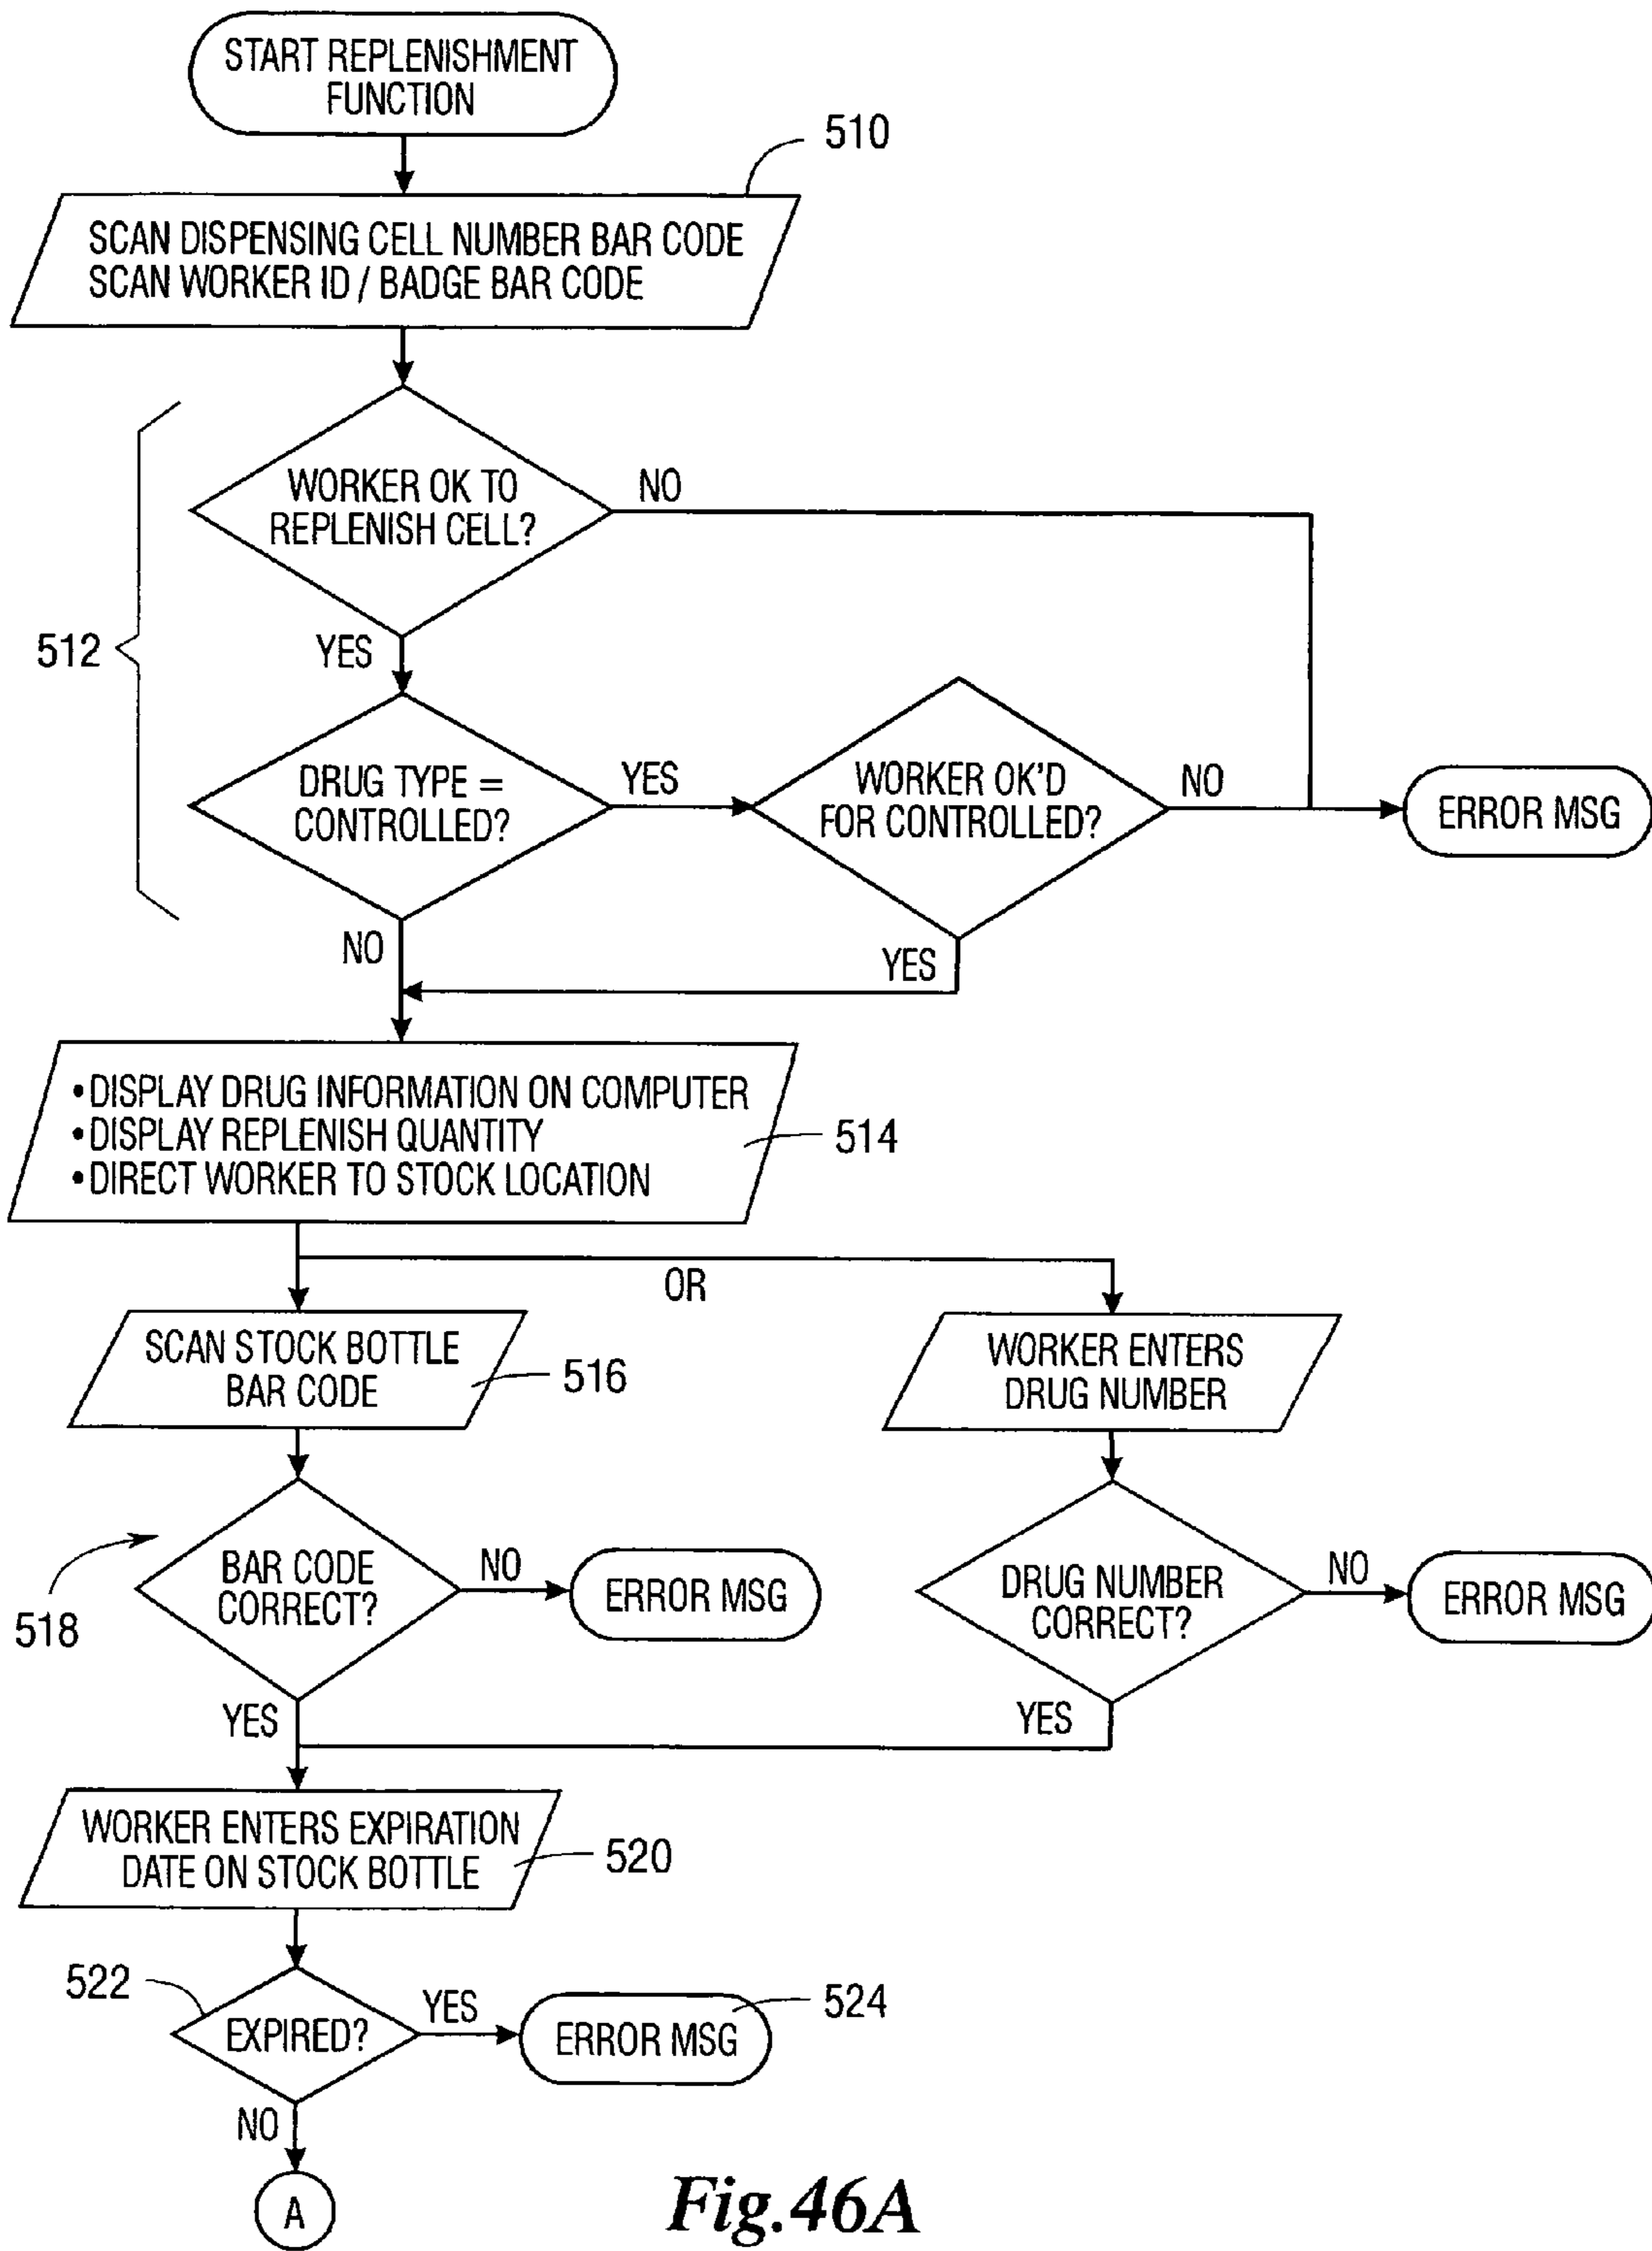 START REPLENISHMENT
FUNCTION
510
SCAN DISPENSING CELL NUMBER BAR CODE
SCAN WORKER ID / BADGE BAR CODE
WORKER OK TO
REPLENISH CELL?
NO
512
YES
DRUG TYPE =
CONTROLLED?
YES
WORKER OK'D
FOR CONTROLLED?
NO
ERROR MSG
NO
YES
•DISPLAY DRUG INFORMATION ON COMPUTER
•DISPLAY REPLENISH QUANTITY
•DIRECT WORKER TO STOCK LOCATION
514
OR
SCAN STOCK BOTTLE
BAR CODE
516
WORKER ENTERS
DRUG NUMBER
518
BAR CODE
CORRECT?
NO
ERROR MSG
DRUG NUMBER
CORRECT?
NO
ERROR MSG
YES
YES
WORKER ENTERS EXPIRATION
DATE ON STOCK BOTTLE
520
522
EXPIRED?
YES
ERROR MSG
524
NO
A
Fig.46A